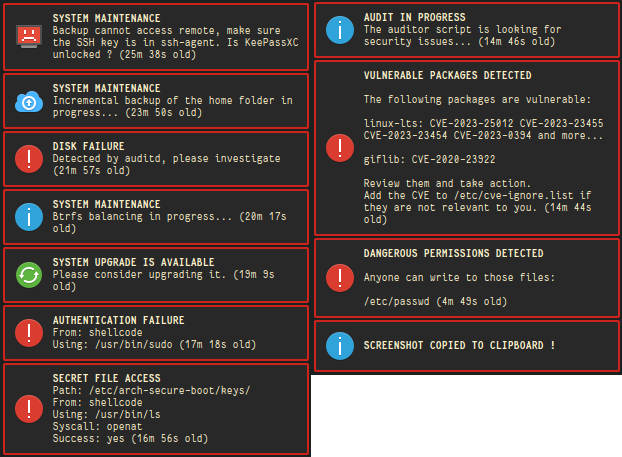 SYSTEM MAINTENANCE
Backup cannot access remote, make sure
the SSH key is in ssh-agent. Is KeePassXC
unlocked ? (25m 38s old)
SYSTEM MAINTENANCE
Incremental backup of the home folder in
progress... (23m 50s old)
DISK FAILURE
Detected by auditd, please investigate
(21m 57s old)
SYSTEM MAINTENANCE
Btrfs balancing in progress... (20m 17s
old)
SYSTEM UPGRADE IS AVAILABLE
Please consider upgrading it. (19m 9s
old)
AUTHENTICATION FAILURE
From: shellcode
Using: /usr/bin/sudo (17m 18s old)
SECRET FILE ACCESS
Path: /etc/arch-secure-boot/keys/
From: shellcode
Using: /usr/bin/ls
Syscall: openat
Success: yes (16m 56s old)
AUDIT IN PROGRESS
The auditor script is looking for
security issues... (14m 46s old)
VULNERABLE PACKAGES DETECTED
The following packages are vulnerable:
linux-lts: CVE-2023-25012 CVE-2023-23455
CVE-2023-23454 CVE-2023-0394 and more...
giflib: CVE-2020-23922
Review them and take action.
Add the CVE to /etc/cve-ignore.list if
they are not relevant to you. (14m 44s
old)
DANGEROUS PERMISSIONS DETECTED
Anyone can write to those files:
/etc/passwd (4m 49s old)
SCREENSHOT COPIED TO CLIPBOARD !